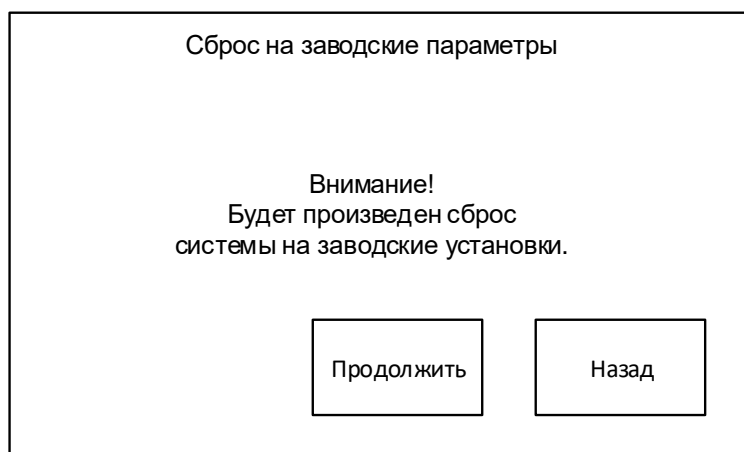 Сброс на заводские параметры
Внимание!
Будет произведен сброс
системы на заводские установки.
Продолжить
Назад